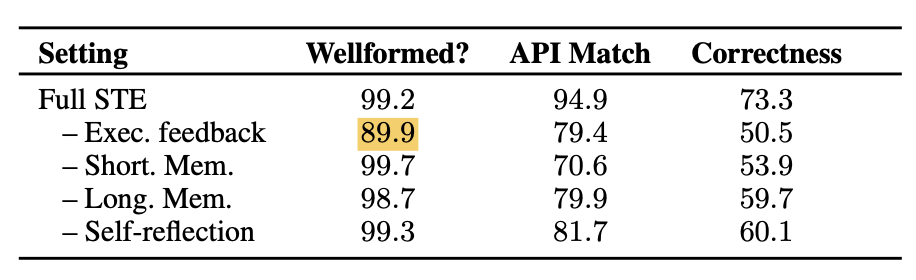 Setting Wellformed? API Match Correctness
Full STE 99.2 94.9 73.3
– Exec. feedback 89.9 79.4 50.5
– Short. Mem. 99.7 70.6 53.9
– Long. Mem. 98.7 79.9 59.7
– Self-reflection 99.3 81.7 60.1